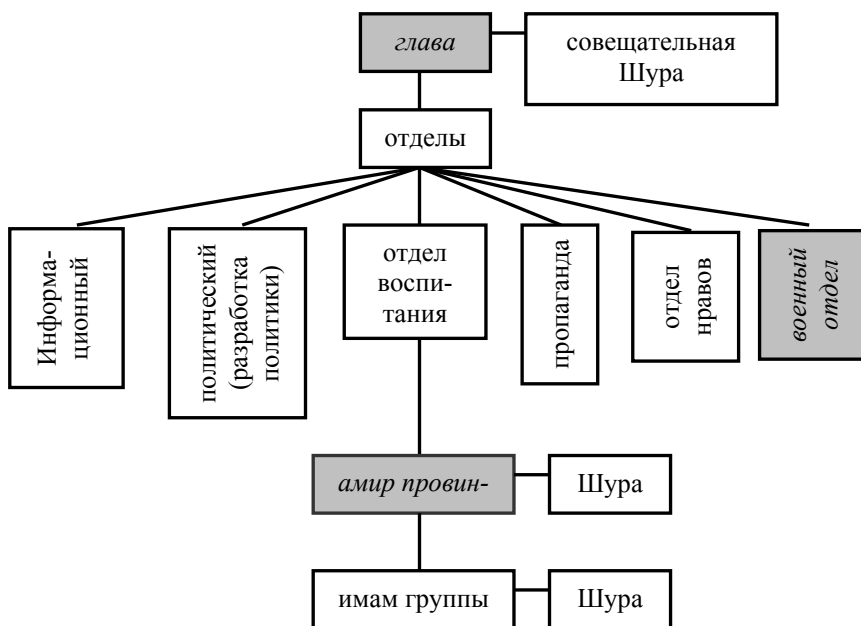 глава
совещательная
Шура
отделы
Информа-
ционный
политический
(разработка
политики)
отдел
воспи-
тания
пропаганда
отдел
нравов
военный
отдел
амир провин-
Шура
имам группы
Шура